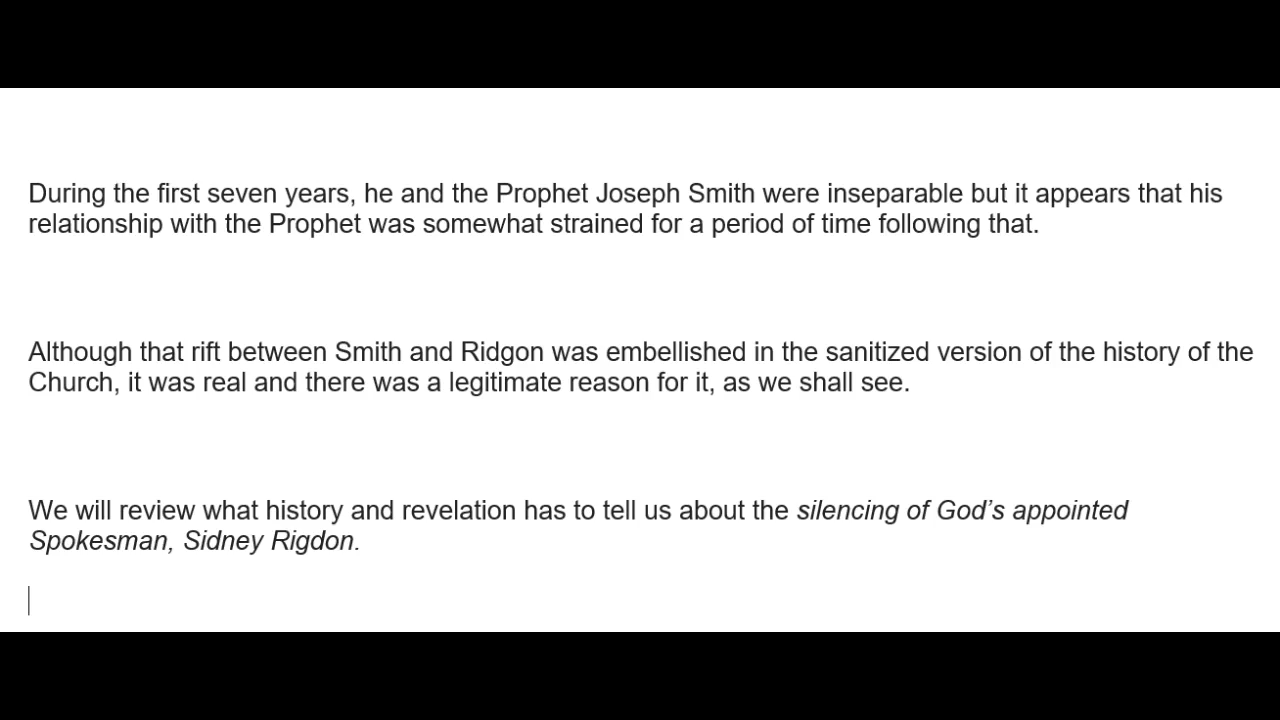 During the first seven years, he and the Prophet Joseph Smith were inseparable but it appears that his
relationship with the Prophet was somewhat strained for a period of time following that.
Although that rift between Smith and Ridgon was embellished in the sanitized version of the history of the
Church, it was real and there was a legitimate reason for it, as we shall see.
We will review what history and revelation has to tell us about the silencing of God’s appointed
Spokesman, Sidney Rigdon.